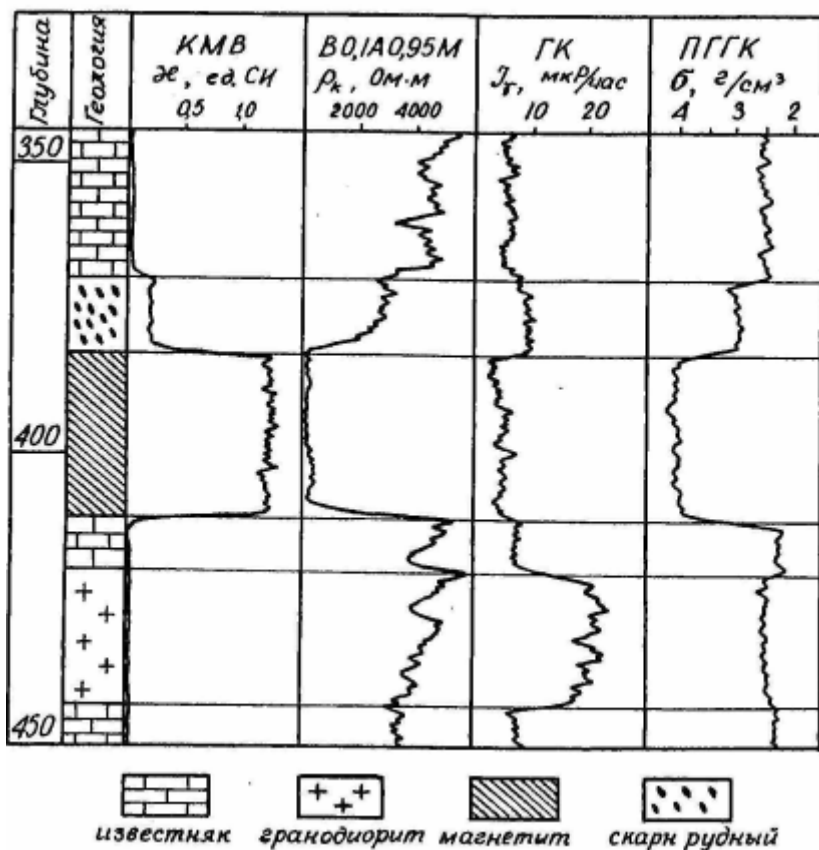 Глубина
Геология
КМВ
æ, ед. СИ
0,5 1,0
В0,1А0,95М
ρк, Ом·м
2000 4000
ГК
Jγ, мкР/час
10 20
ПГГК
σ, г/см³
4 3 2
350
400
450
известняк гранодиорит магнетит скарн рудный